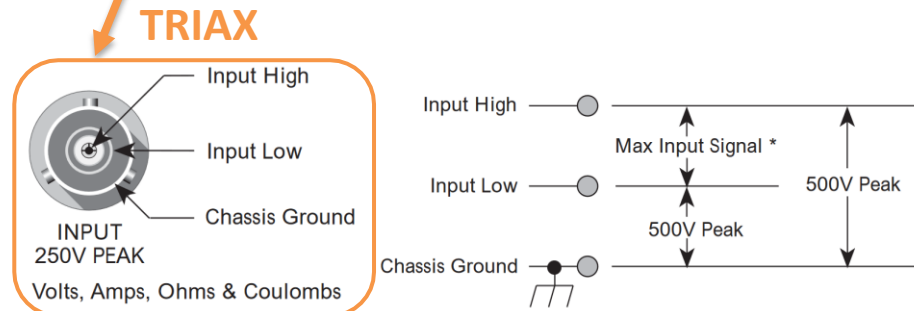 TRIAX
Input High
Input Low
Chassis Ground
INPUT
250V PEAK
Volts, Amps, Ohms & Coulombs
Input High
Max Input Signal *
Input Low
500V Peak
500V Peak
Chassis Ground